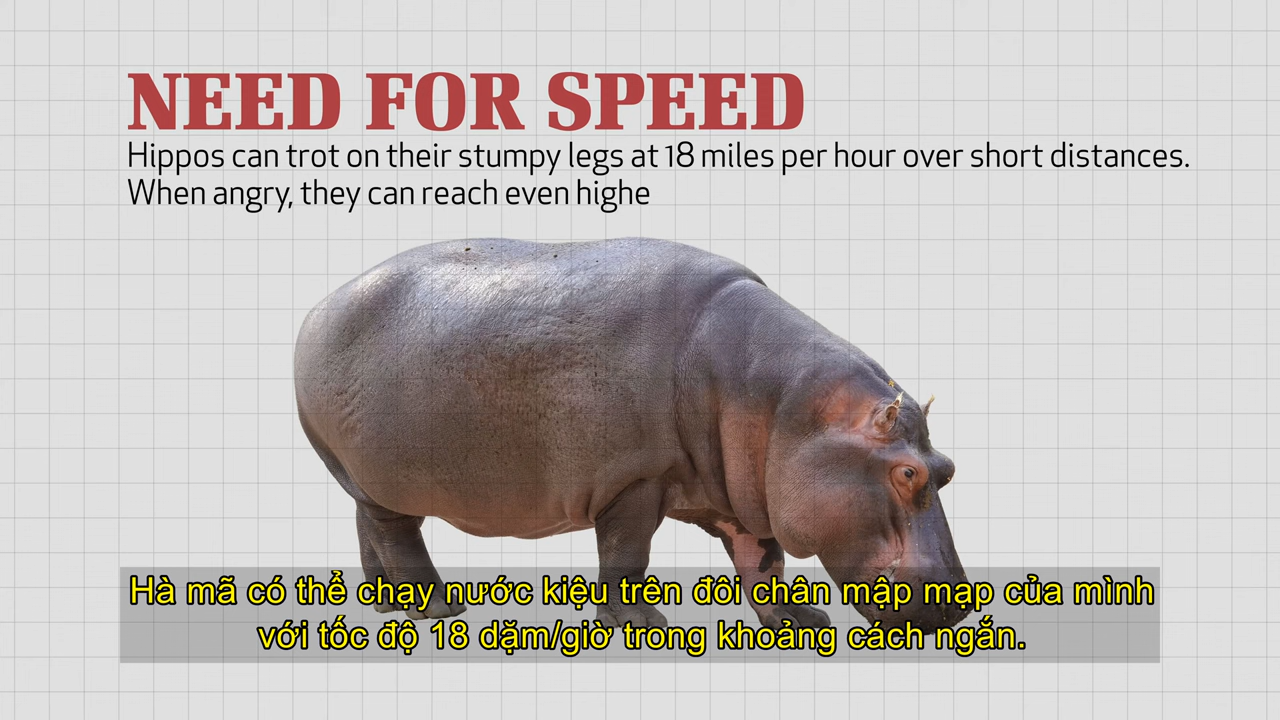 NEED FOR SPEED
Hippos can trot on their stumpy legs at 18 miles per hour over short distances.
When angry, they can reach even highe
Hà mã có thể chạy nước kiệu trên đôi chân mập mạp của mình
với tốc độ 18 dặm/giờ trong khoảng cách ngắn.